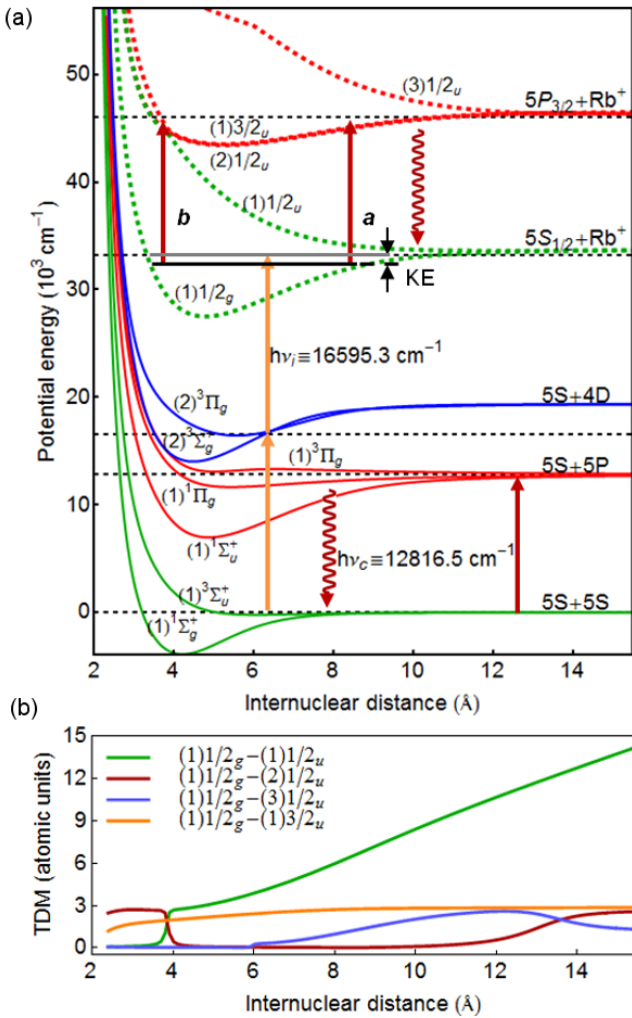 (a)
Potential energy (10³ cm⁻¹)
50
40
30
20
10
0
(3)1/2ᵤ
5P₃/₂+Rb⁺
(1)3/2ᵤ
(2)1/2ᵤ
b
a
(1)1/2ᵤ
5S₁/₂+Rb⁺
KE
(1)1/2g
hνᵢ≡16595.3 cm⁻¹
(2)³Πg
5S+4D
(2)³Σg⁺
(1)³Πg
5S+5P
(1)¹Πg
(1)¹Σᵤ⁺
hν꜀≡12816.5 cm⁻¹
(1)³Σᵤ⁺
5S+5S
(1)¹Σg⁺
2 4 6 8 10 12 14
Internuclear distance (Å)
(b)
TDM (atomic units)
15
12
9
6
3
0
(1)1/2g−(1)1/2ᵤ
(1)1/2g−(2)1/2ᵤ
(1)1/2g−(3)1/2ᵤ
(1)1/2g−(1)3/2ᵤ
2 4 6 8 10 12 14
Internuclear distance (Å)